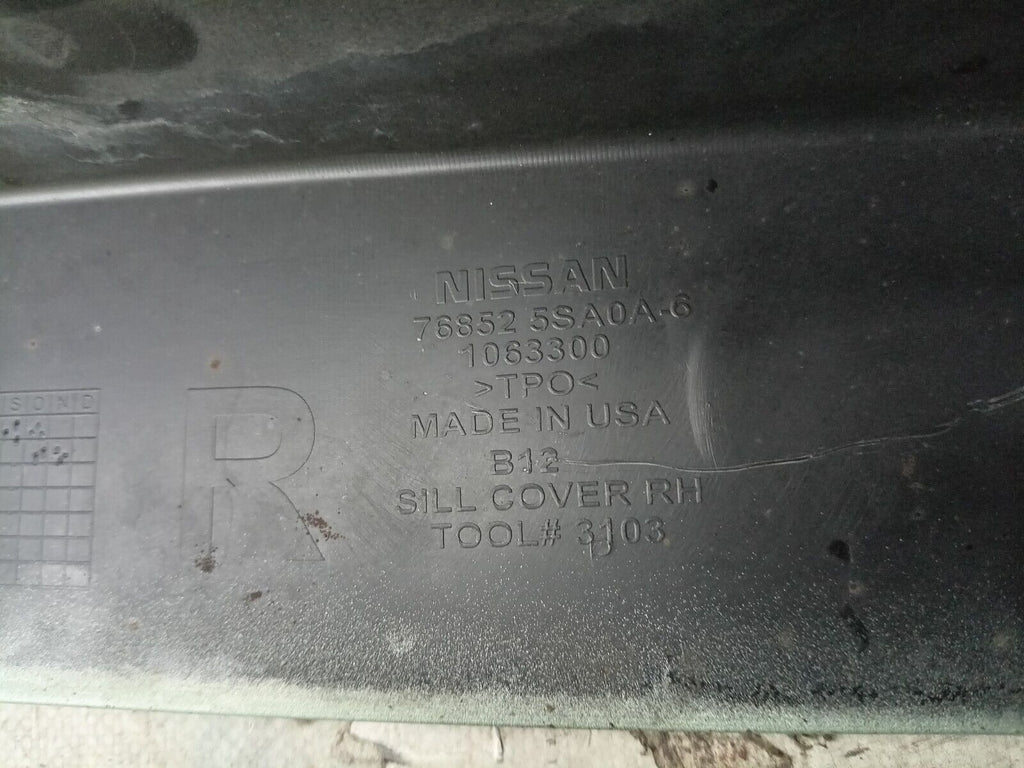 NISSAN
76852 5SA0A-6
1063300
>TPO<
MADE IN USA
B12
SILL COVER RH
TOOL# 3103
R
S O N D